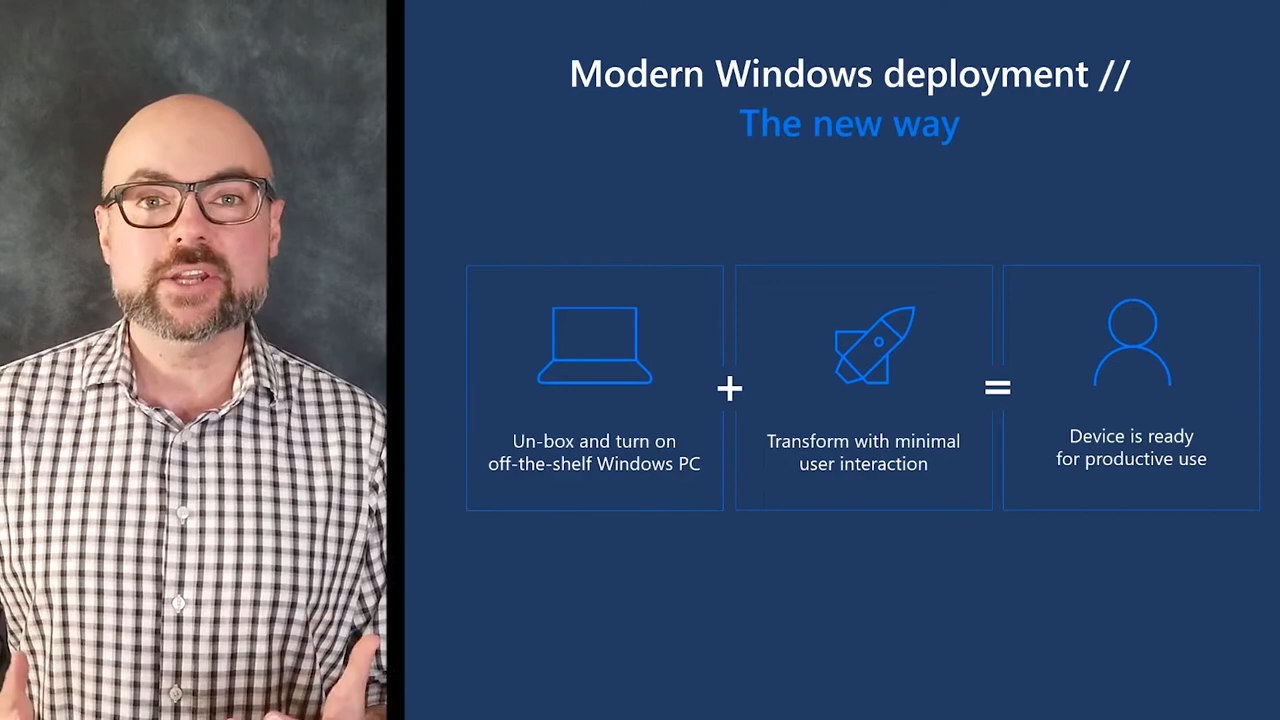 Modern Windows deployment //
The new way
+
=
Un-box and turn on
off-the-shelf Windows PC
Transform with minimal
user interaction
Device is ready
for productive use